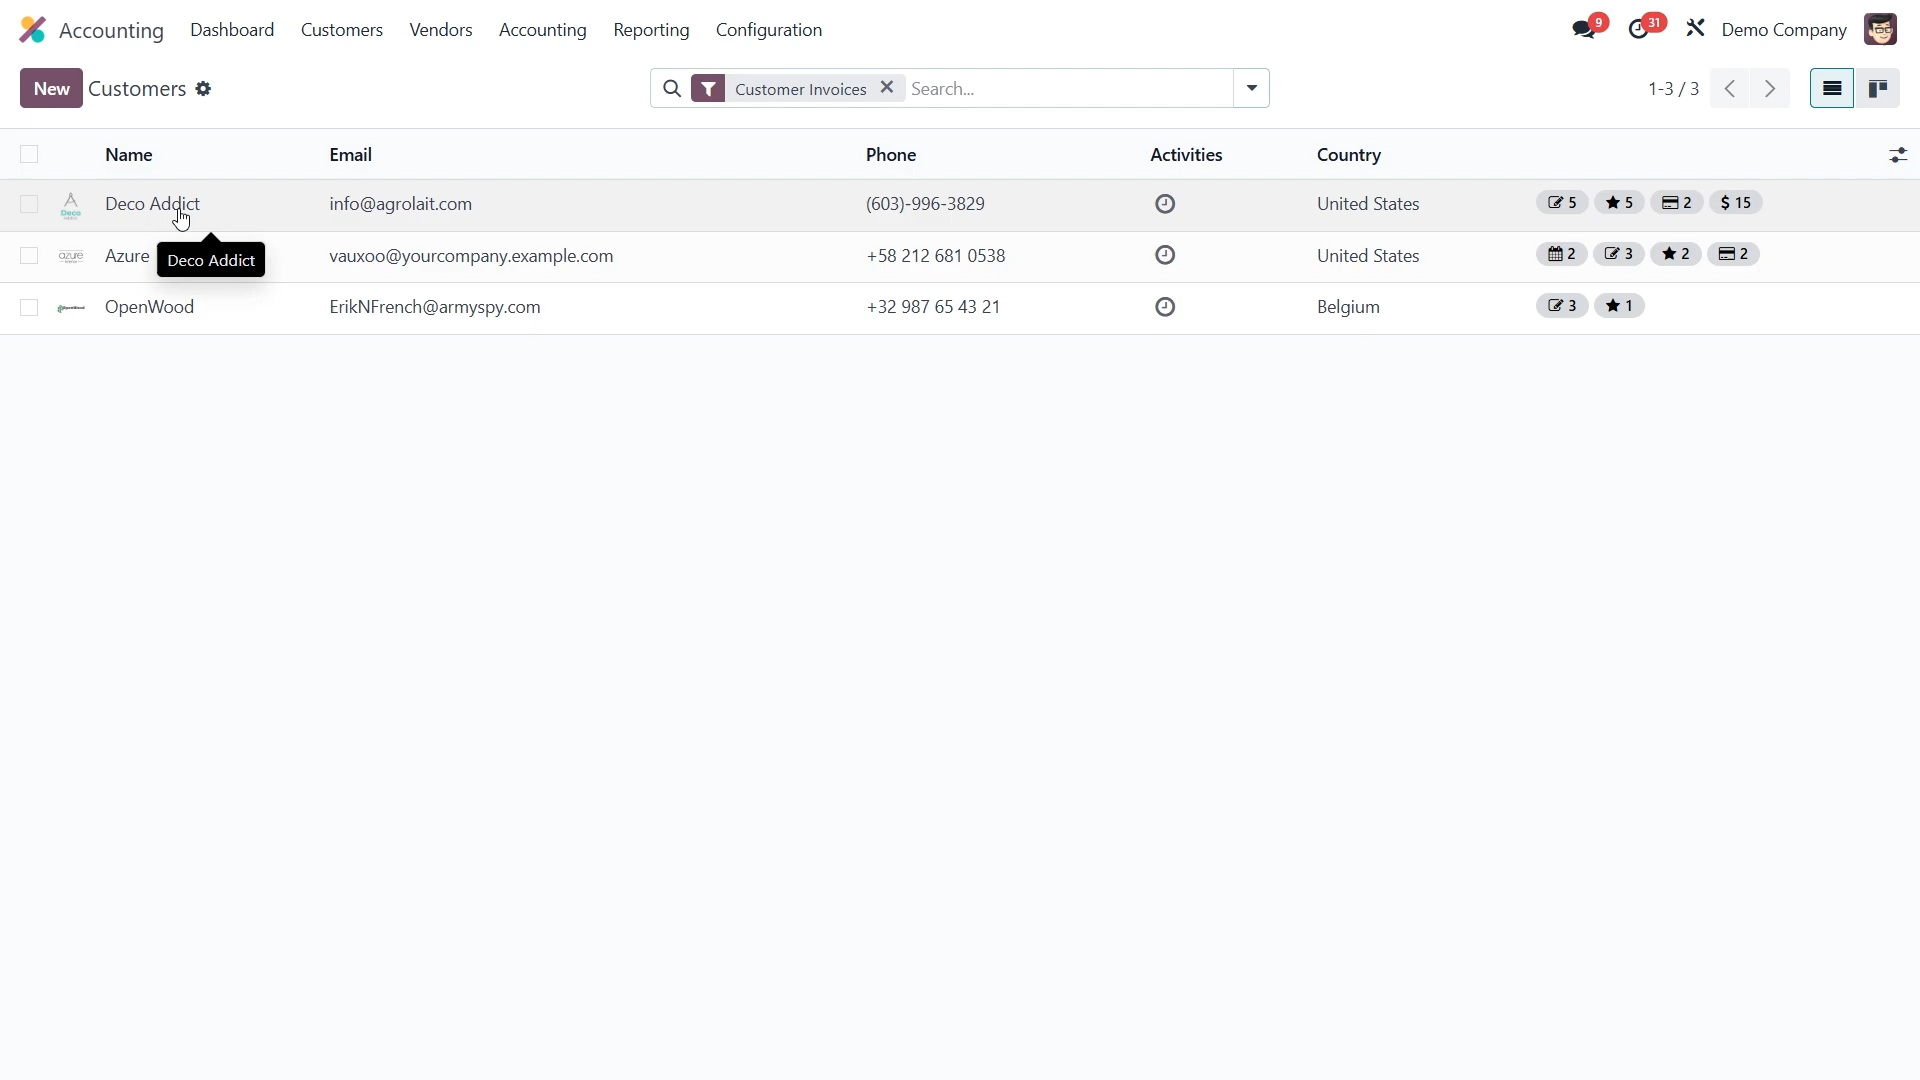 Accounting Dashboard Customers Vendors Accounting Reporting Configuration 9 31 Demo Company
New Customers Customer Invoices Search... 1-3 / 3
Name Email Phone Activities Country
Deco Deco Addict info@agrolait.com (603)-996-3829 United States 5 5 2 $ 15
azure Azure vauxoo@yourcompany.example.com +58 212 681 0538 United States 2 3 2 2
Deco Addict
OpenWood ErikNFrench@armyspy.com +32 987 65 43 21 Belgium 3 1